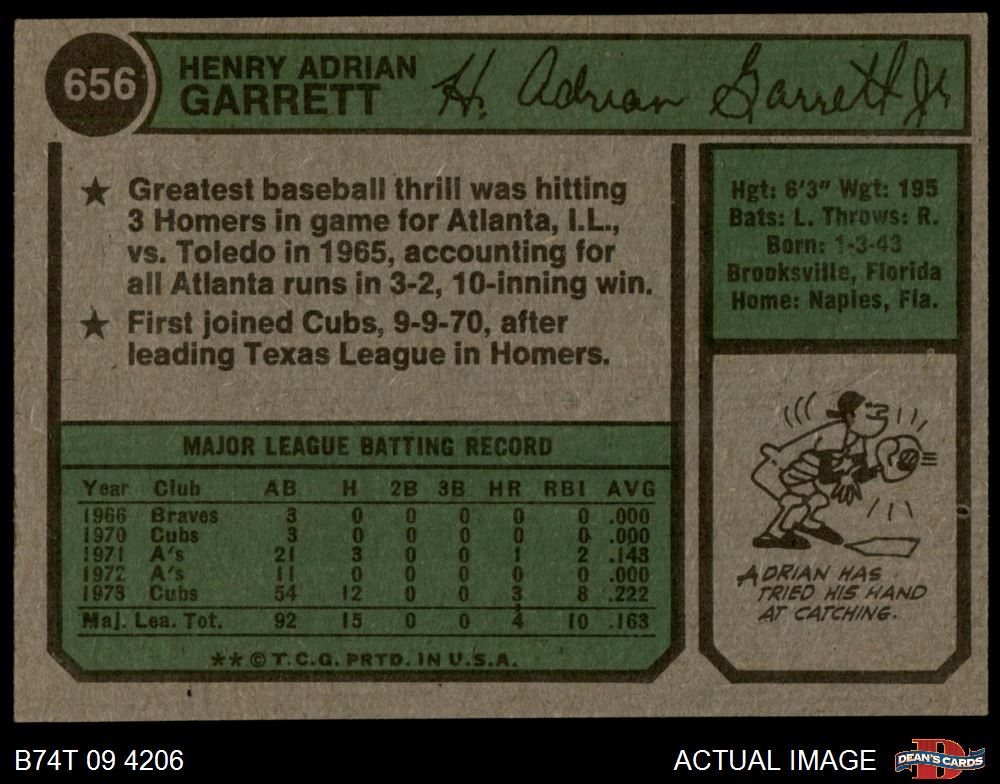 656
HENRY ADRIAN
GARRETT
H. Adrian Garrett Jr
★ Greatest baseball thrill was hitting
3 Homers in game for Atlanta, I.L.,
vs. Toledo in 1965, accounting for
all Atlanta runs in 3-2, 10-inning win.
★ First joined Cubs, 9-9-70, after
leading Texas League in Homers.
Hgt: 6'3" Wgt: 195
Bats: L. Throws: R.
Born: 1-3-43
Brooksville, Florida
Home: Naples, Fla.
MAJOR LEAGUE BATTING RECORD
Year Club AB H 2B 3B HR RBI AVG
1966 Braves 3 0 0 0 0 0 .000
1970 Cubs 3 0 0 0 0 0 .000
1971 A's 21 3 0 0 1 2 .143
1972 A's 11 0 0 0 0 0 .000
1973 Cubs 54 12 0 0 3 8 .222
Maj. Lea. Tot. 92 15 0 0 4 10 .163
** © T.C.G. PRTD. IN U.S.A.
ADRIAN HAS
TRIED HIS HAND
AT CATCHING.
B74T 09 4206
ACTUAL IMAGE
D
DEAN'S CARDS